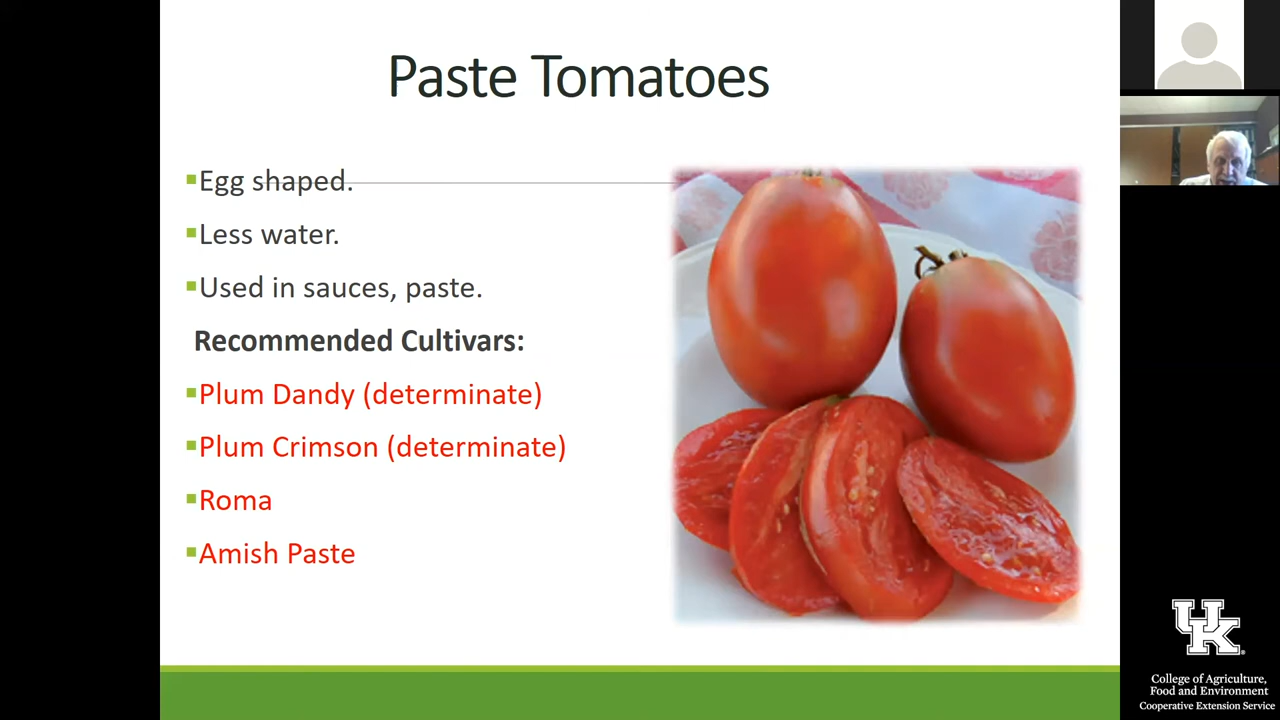 Paste Tomatoes
Egg shaped.
Less water.
Used in sauces, paste.
Recommended Cultivars:
Plum Dandy (determinate)
Plum Crimson (determinate)
Roma
Amish Paste
UK
College of Agriculture,
Food and Environment
Cooperative Extension Service